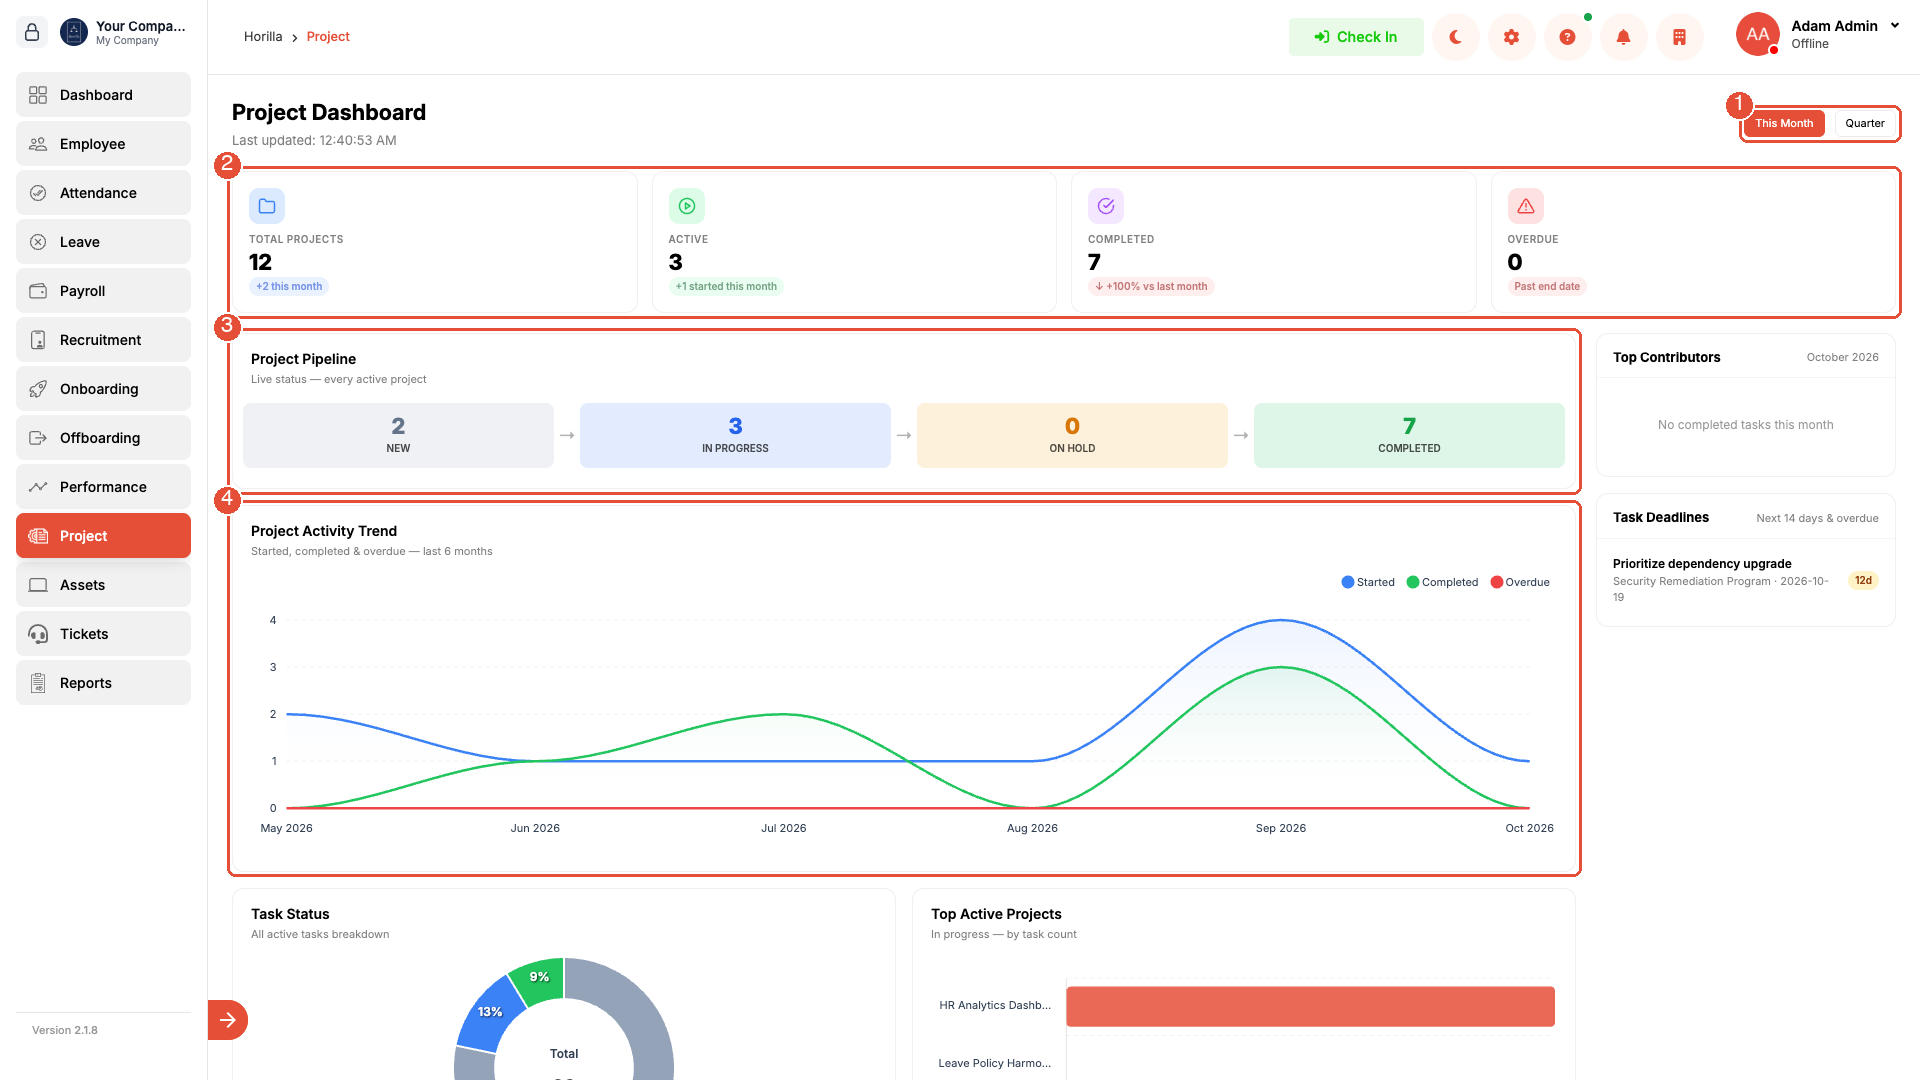 Your Compa...
My Company
Dashboard
Employee
Attendance
Leave
Payroll
Recruitment
Onboarding
Offboarding
Performance
Project
Assets
Tickets
Reports
Version 2.1.8
Horilla > Project
Check In
AA
Adam Admin
Offline
Project Dashboard
Last updated: 12:40:53 AM
1
This Month
Quarter
2
TOTAL PROJECTS
12
+2 this month
ACTIVE
3
+1 started this month
COMPLETED
7
↓ +100% vs last month
OVERDUE
0
Past end date
3
Project Pipeline
Live status — every active project
2
NEW
→
3
IN PROGRESS
→
0
ON HOLD
→
7
COMPLETED
Top Contributors
October 2026
No completed tasks this month
Task Deadlines
Next 14 days & overdue
Prioritize dependency upgrade
Security Remediation Program · 2026-10-
19
12d
4
Project Activity Trend
Started, completed & overdue — last 6 months
Started
Completed
Overdue
4
3
2
1
0
May 2026
Jun 2026
Jul 2026
Aug 2026
Sep 2026
Oct 2026
Task Status
All active tasks breakdown
9%
13%
Total
Top Active Projects
In progress — by task count
HR Analytics Dashb...
Leave Policy Harmo...